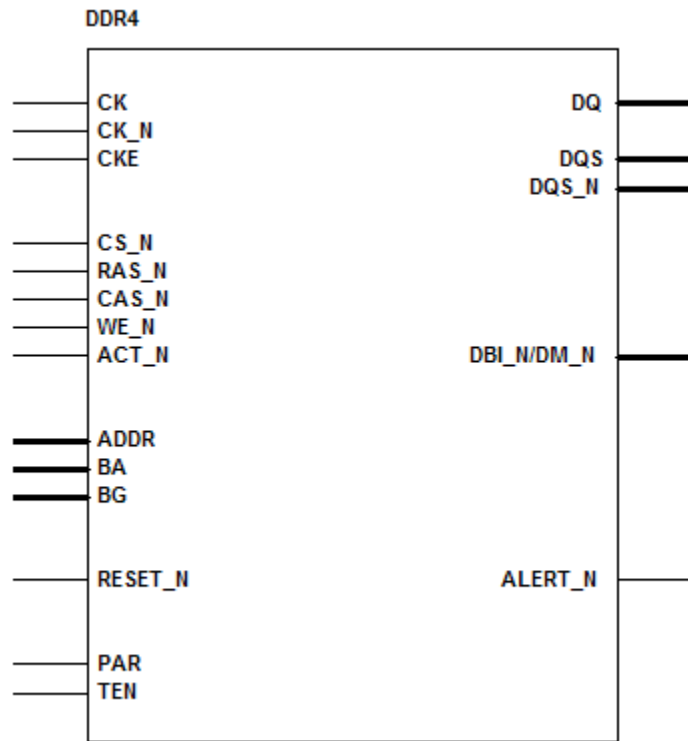 DDR4
CK
DQ
CK_N
CKE
DQS
DQS_N
CS_N
RAS_N
CAS_N
WE_N
ACT_N
DBI_N/DM_N
ADDR
BA
BG
RESET_N
ALERT_N
PAR
TEN